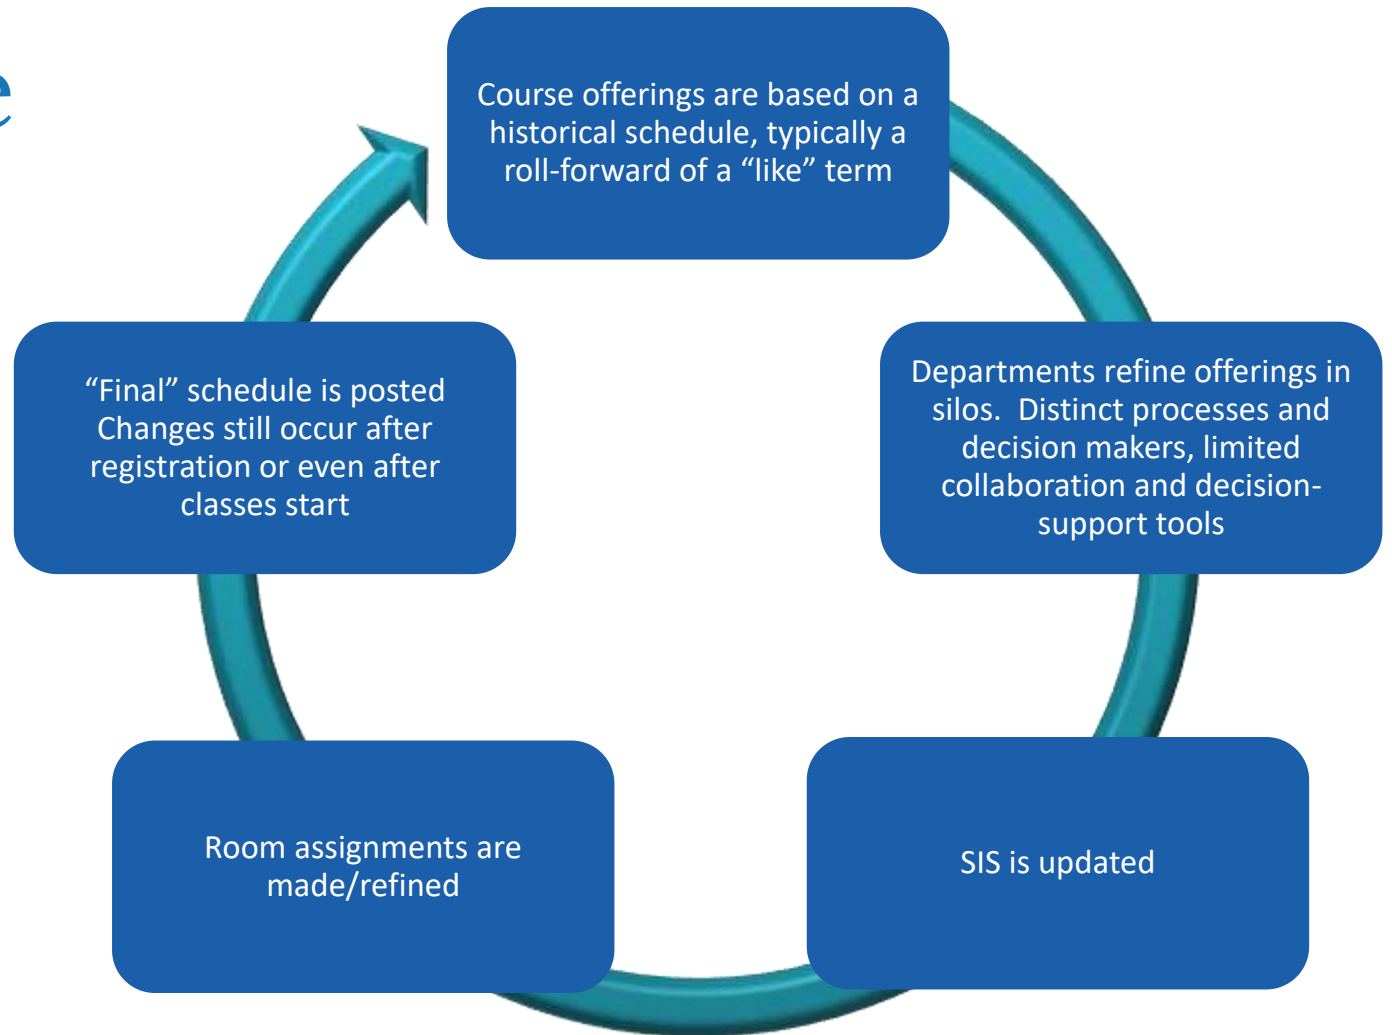 e
Course offerings are based on a
historical schedule, typically a
roll-forward of a “like” term
Departments refine offerings in
silos.  Distinct processes and
decision makers, limited
collaboration and decision-
support tools
SIS is updated
Room assignments are
made/refined
“Final” schedule is posted
Changes still occur after
registration or even after
classes start